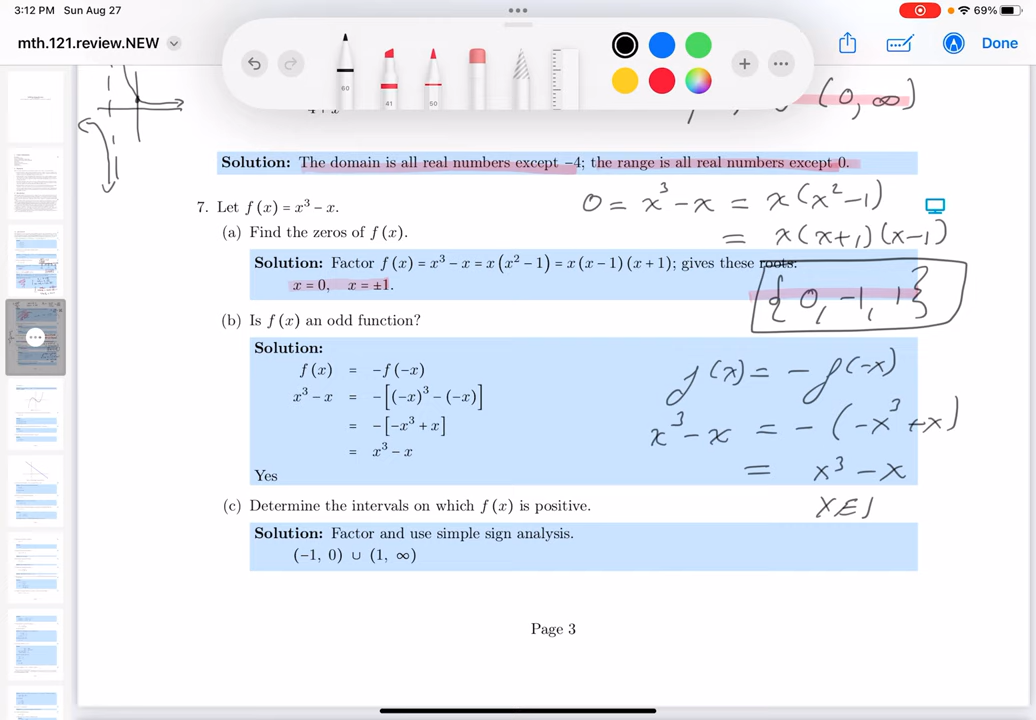 3:12 PM Sun Aug 27
69%
mth.121.review.NEW
Done
60
41
50
(0, ∞)
Solution: The domain is all real numbers except −4; the range is all real numbers except 0.
7. Let f (x) = x³ − x.
0 = x³ − x = x(x² −1)
(a) Find the zeros of f (x).
= x(x+1)(x−1)
Solution: Factor f (x) = x³ − x = x (x² − 1) = x (x − 1) (x + 1); gives these roots:
x = 0, x = ±1.
{ 0, −1, 1 }
(b) Is f (x) an odd function?
Solution:
f (x) = −f (−x)
x³ − x = −[(−x)³ − (−x)]
= −[−x³ + x]
= x³ − x
Yes
f(x) = − f(−x)
x³ − x = − (−x³ + x)
= x³ − x
(c) Determine the intervals on which f (x) is positive.
Solution: Factor and use simple sign analysis.
(−1, 0) ∪ (1, ∞)
Page 3